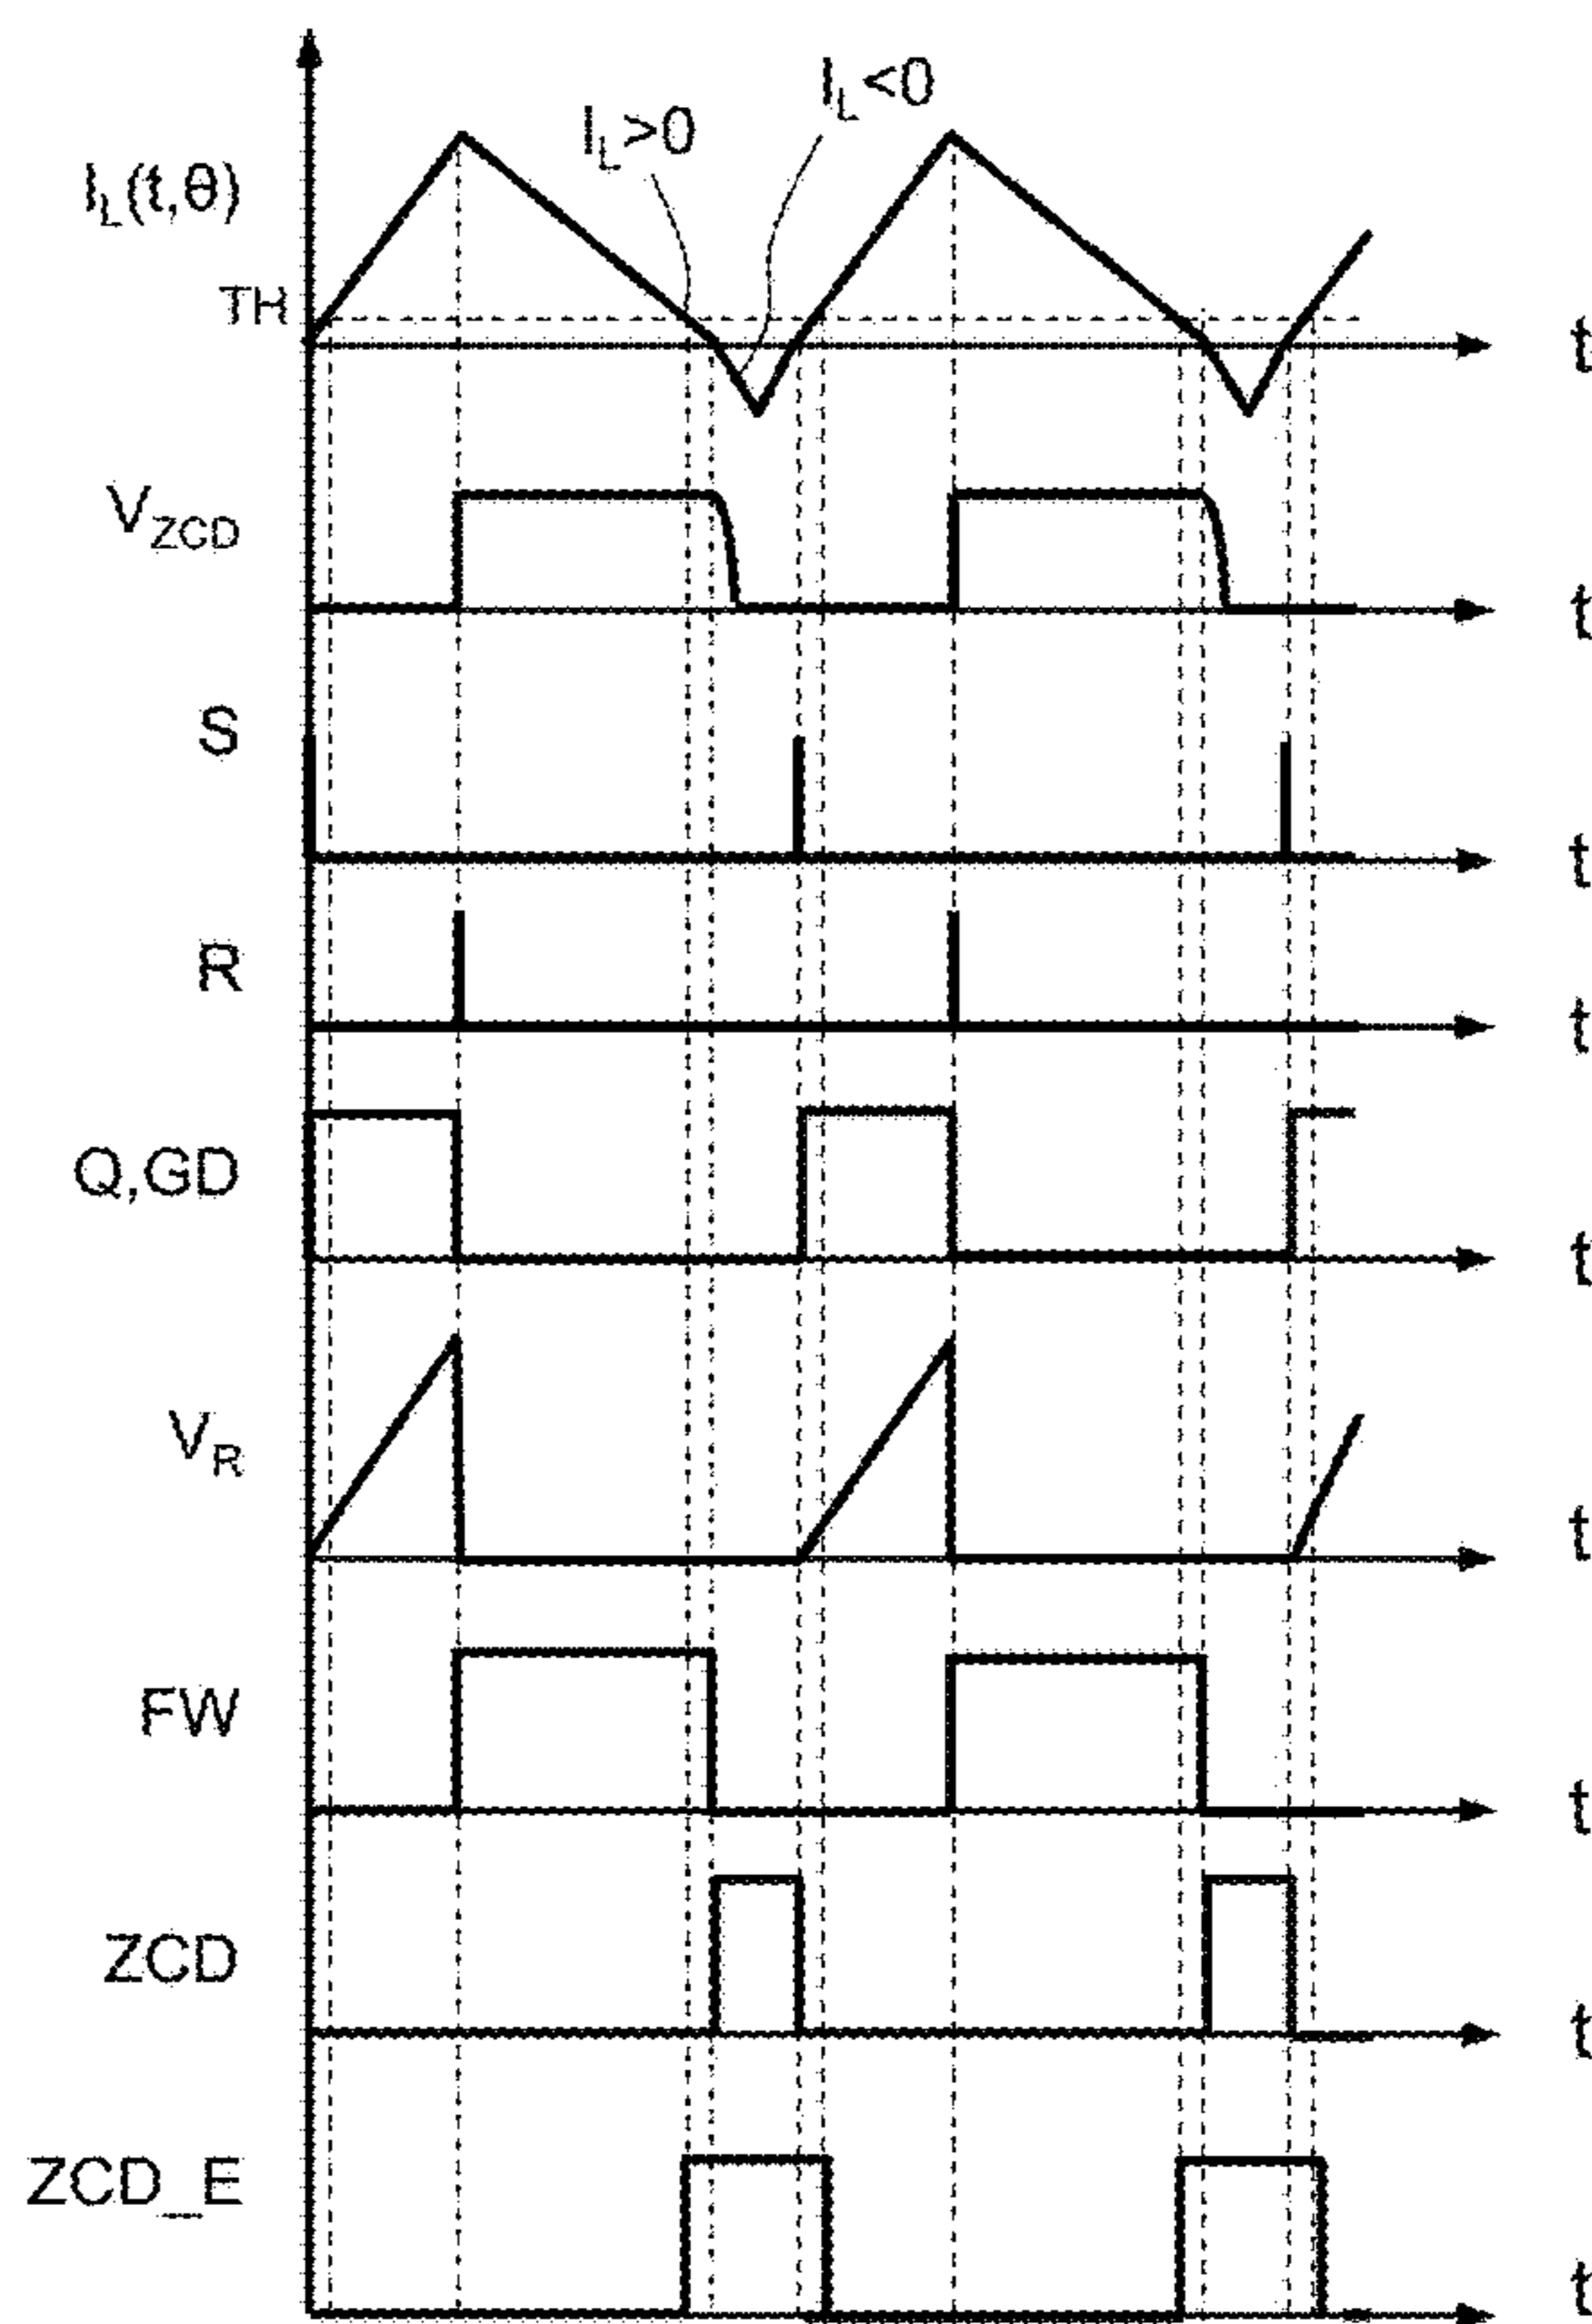 I_L<0
I_L>0
I_L(t,θ)
TH
t
V_ZCD
t
S
t
R
t
Q,GD
t
V_R
t
FW
t
ZCD
t
ZCD_E
t